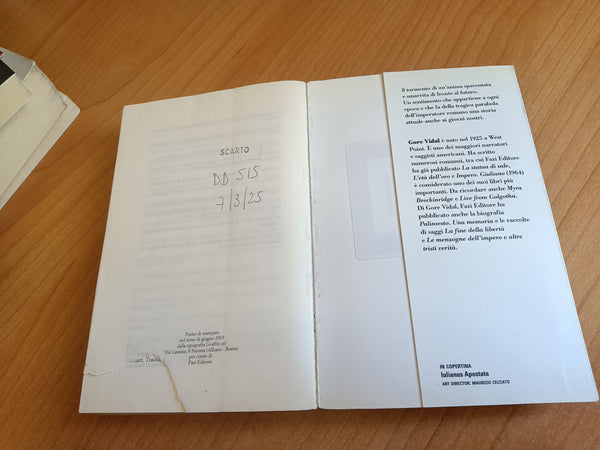 SCARTO
DD 515
7/3/25
Finito di stampare
nel mese di giugno 2003
dalla tipografia Graffiti srl
Via Catania, 8 Pavona (Albano - Roma)
per conto di
Fazi Editore
il tormento di un'anima spaventata
e smarrita di fronte al futuro.
Un sentimento che appartiene a ogni
epoca e che fa della tragica parabola
dell'imperatore romano una storia
attuale anche ai giorni nostri.
Gore Vidal è nato nel 1925 a West
Point. È uno dei maggiori narratori
e saggisti americani. Ha scritto
numerosi romanzi, tra cui Fazi Editore
ha già pubblicato La statua di sale,
L'età dell'oro e Impero. Giuliano (1964)
è considerato uno dei suoi libri più
importanti. Da ricordare anche Myra
Breckinridge e Live from Golgotha.
Di Gore Vidal, Fazi Editore ha
pubblicato anche la biografia
Palinsesto. Una memoria e le raccolte
di saggi La fine della libertà
e Le menzogne dell'impero e altre
tristi verità.
IN COPERTINA
Iulianus Apostata
ART DIRECTOR: MAURIZIO CECCATO